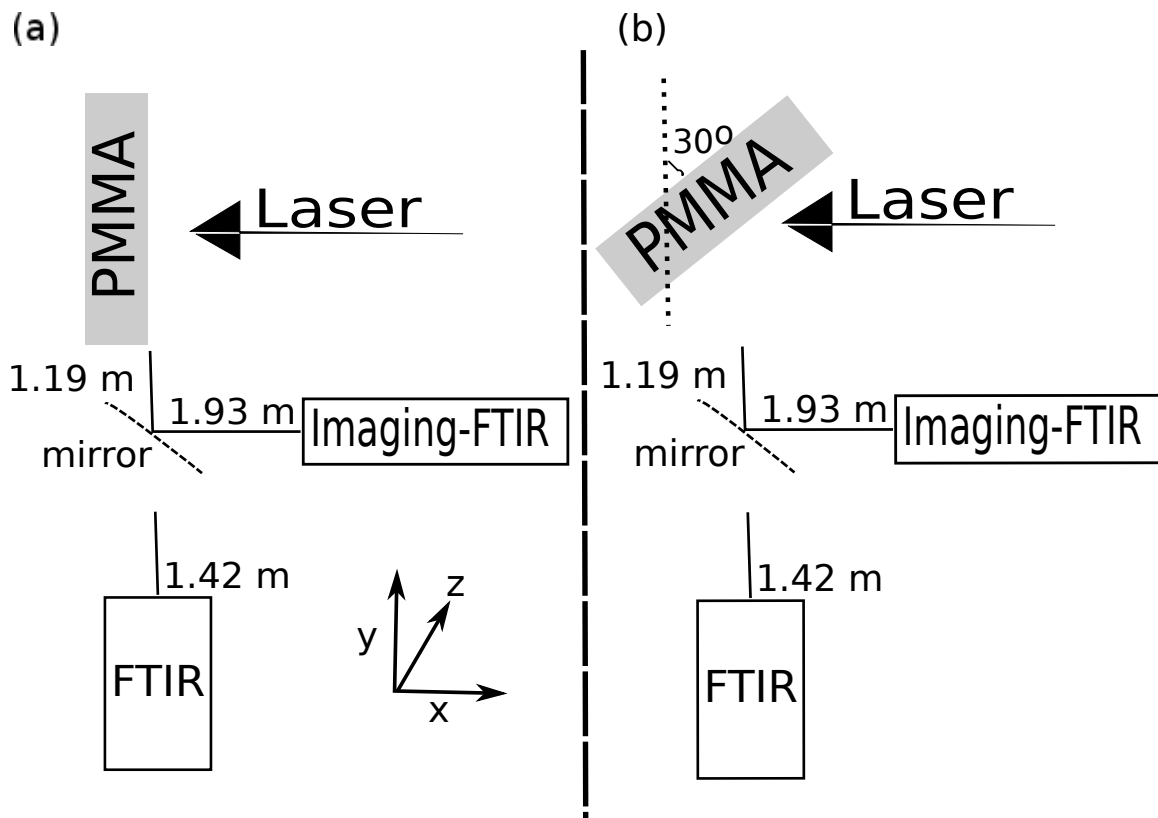 (a)
PMMA
Laser
1.19 m
1.93 m
Imaging-FTIR
mirror
1.42 m
FTIR
y
z
x
(b)
30º
PMMA
Laser
1.19 m
1.93 m
Imaging-FTIR
mirror
1.42 m
FTIR